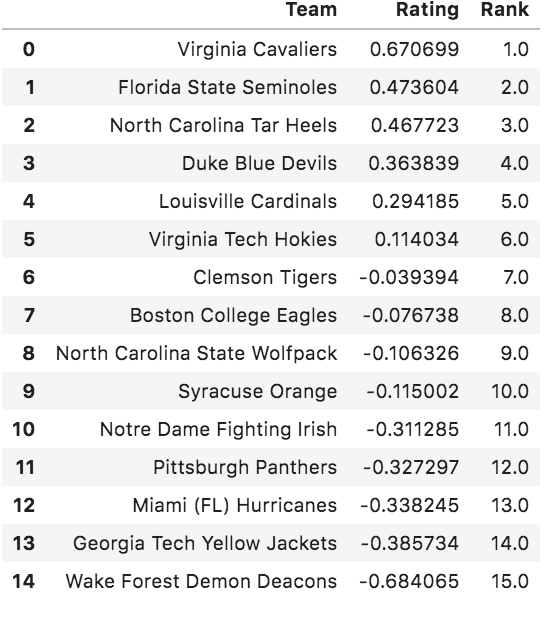 Team Rating Rank
0 Virginia Cavaliers 0.670699 1.0
1 Florida State Seminoles 0.473604 2.0
2 North Carolina Tar Heels 0.467723 3.0
3 Duke Blue Devils 0.363839 4.0
4 Louisville Cardinals 0.294185 5.0
5 Virginia Tech Hokies 0.114034 6.0
6 Clemson Tigers -0.039394 7.0
7 Boston College Eagles -0.076738 8.0
8 North Carolina State Wolfpack -0.106326 9.0
9 Syracuse Orange -0.115002 10.0
10 Notre Dame Fighting Irish -0.311285 11.0
11 Pittsburgh Panthers -0.327297 12.0
12 Miami (FL) Hurricanes -0.338245 13.0
13 Georgia Tech Yellow Jackets -0.385734 14.0
14 Wake Forest Demon Deacons -0.684065 15.0